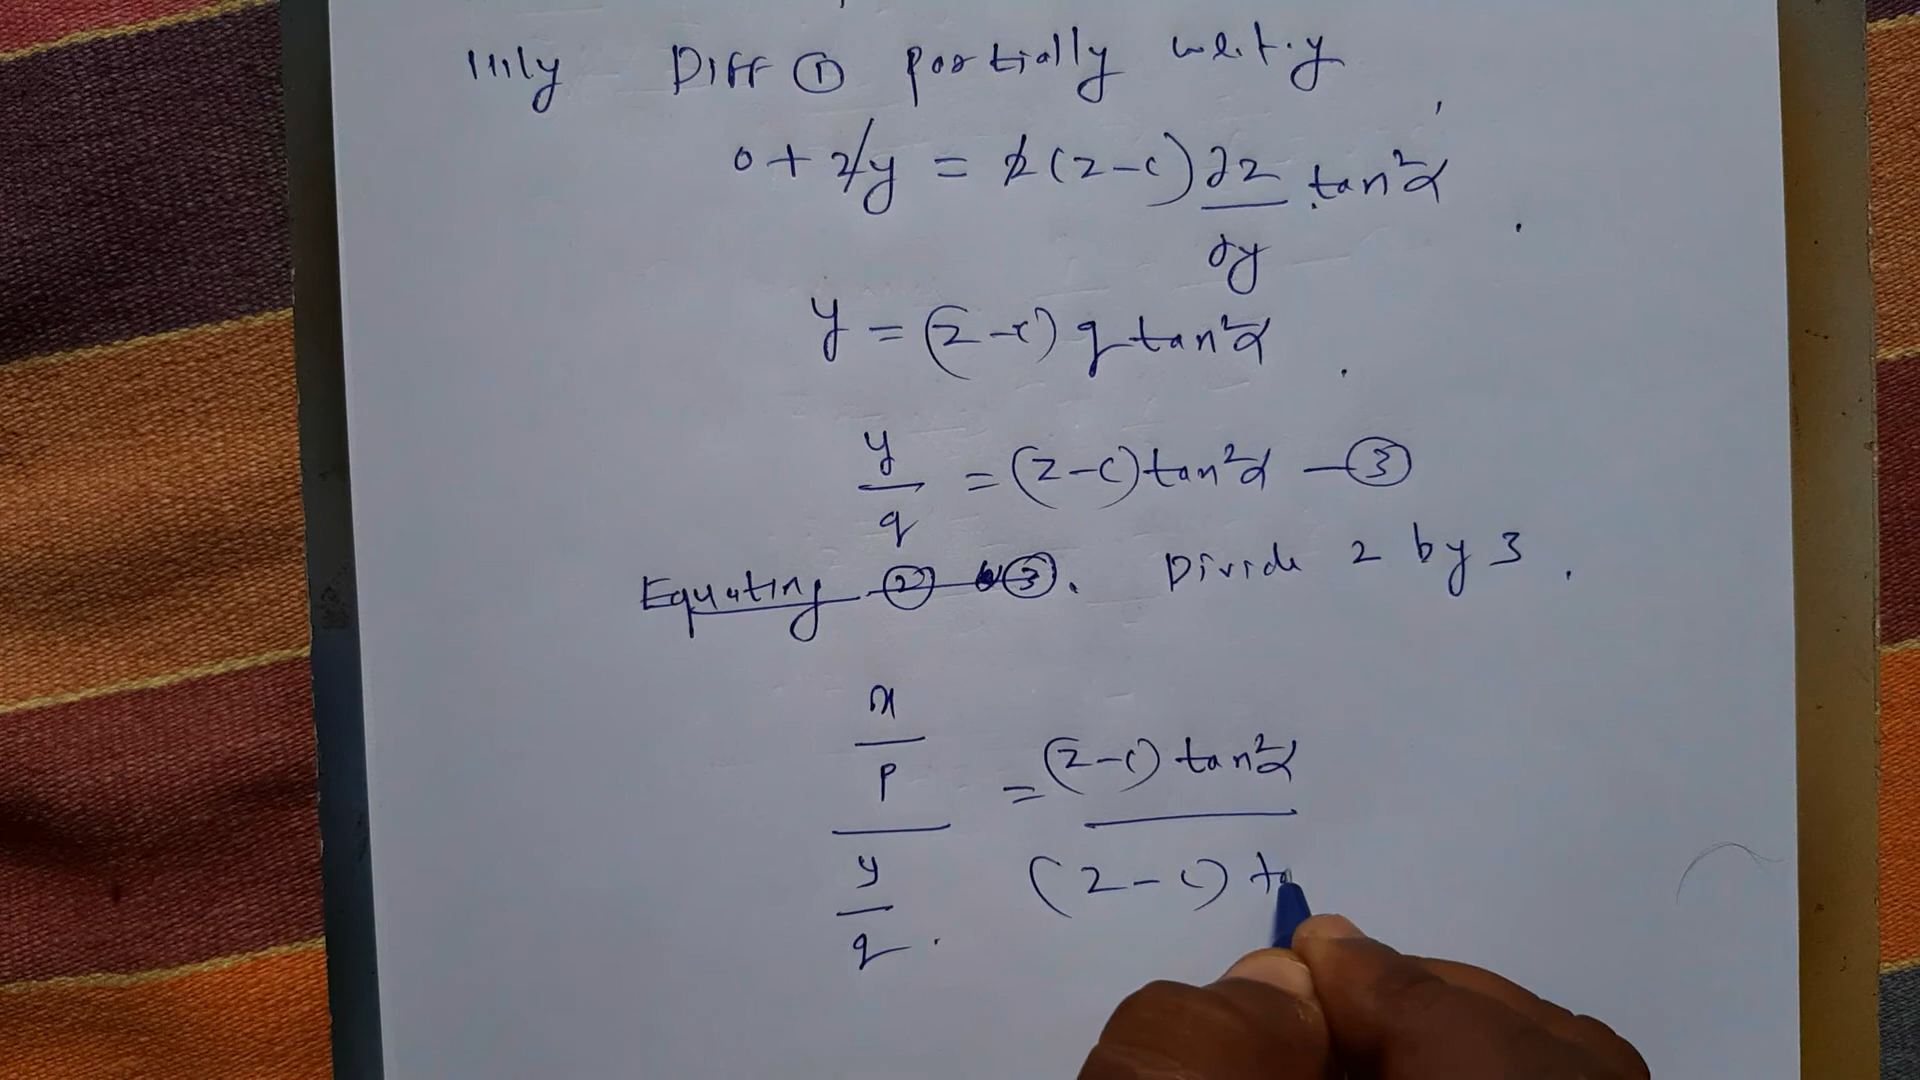 111ly Diff ① partially w.r.t.y
0 + 2y = 2(z-c) ∂z/∂y tan²α
y = (z-c) q tan²α
y/q = (z-c) tan²α — ③
Equating ② & ③. Divide 2 by 3.
x/p / y/q. = (z-c) tan²α / (z-c) ta